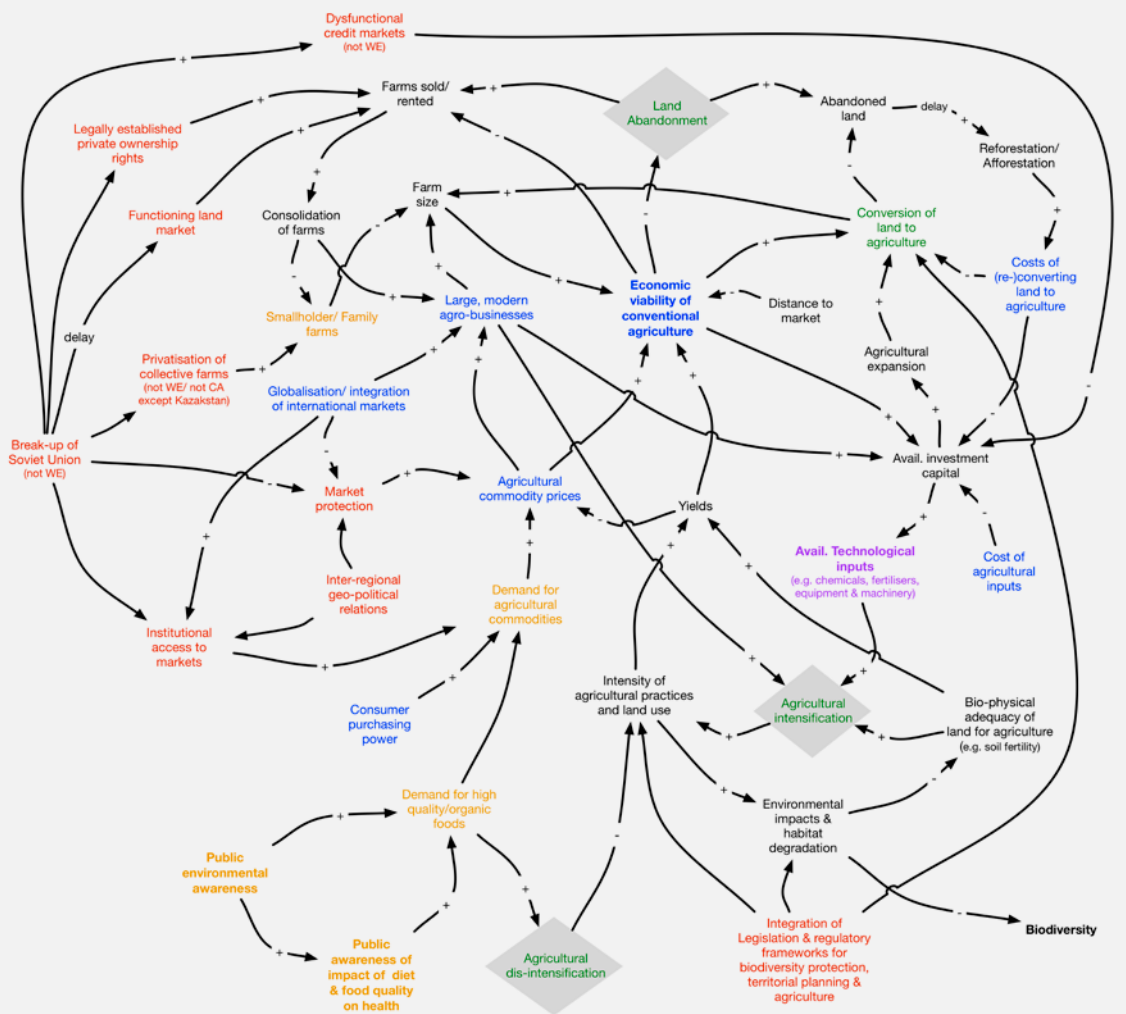 Dysfunctional
credit markets
(not WE)
+
Farms sold/
rented
+
Land
Abandonment
+
Abandoned
land
delay
+
Reforestation/
Afforestation
+
+
-
-
Legally established
private ownership
rights
+
Farm
size
+
-
+
Conversion of
land to
agriculture
+
Functioning land
market
Consolidation
of farms
-
+
-
Costs of
(re-)converting
land to
agriculture
-
+
+
Economic
viability of
conventional
agriculture
-
Distance to
market
+
Large, modern
agro-businesses
Smallholder/ Family
farms
+
delay
+
Agricultural
expansion
Privatisation of
collective farms
(not WE/ not CA
except Kazakstan)
+
+
+
+
Globalisation/ integration
of international markets
-
+
+
-
+
Break-up of
Soviet Union
(not WE)
-
+
Avail. investment
capital
+
Agricultural
commodity prices
-
Market
protection
Yields
-
-
+
+
+
+
+
Avail. Technological
inputs
(e.g. chemicals, fertilisers,
equipment & machinery)
Cost of
agricultural
inputs
Inter-regional
geo-political
relations
Demand for
agricultural
commodities
Institutional
access to
markets
+
+
+
+
Intensity of
agricultural practices
and land use
Agricultural
intensification
+
+
Bio-physical
adequacy of
land for agriculture
(e.g. soil fertility)
Consumer
purchasing
power
-
+
Demand for high
quality/organic
foods
+
-
Environmental
impacts &
habitat
degradation
Public
environmental
awareness
+
+
-
Biodiversity
+
Public
awareness of
impact of diet
& food quality
on health
Agricultural
dis-intensification
Integration of
Legislation & regulatory
frameworks for
biodiversity protection,
territorial planning &
agriculture